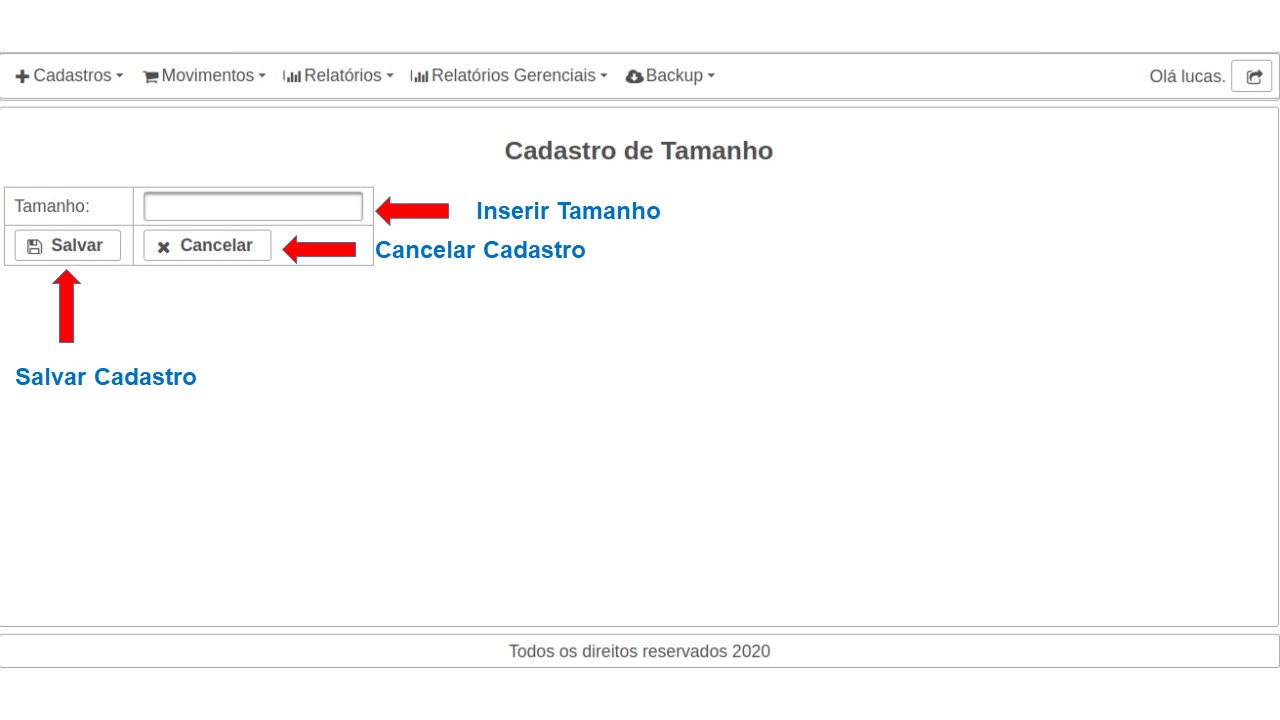 Cadastros Movimentos Relatórios Relatórios Gerenciais Backup Olá lucas.
Cadastro de Tamanho
Tamanho: Inserir Tamanho
Salvar Cancelar Cancelar Cadastro
Salvar Cadastro
Todos os direitos reservados 2020